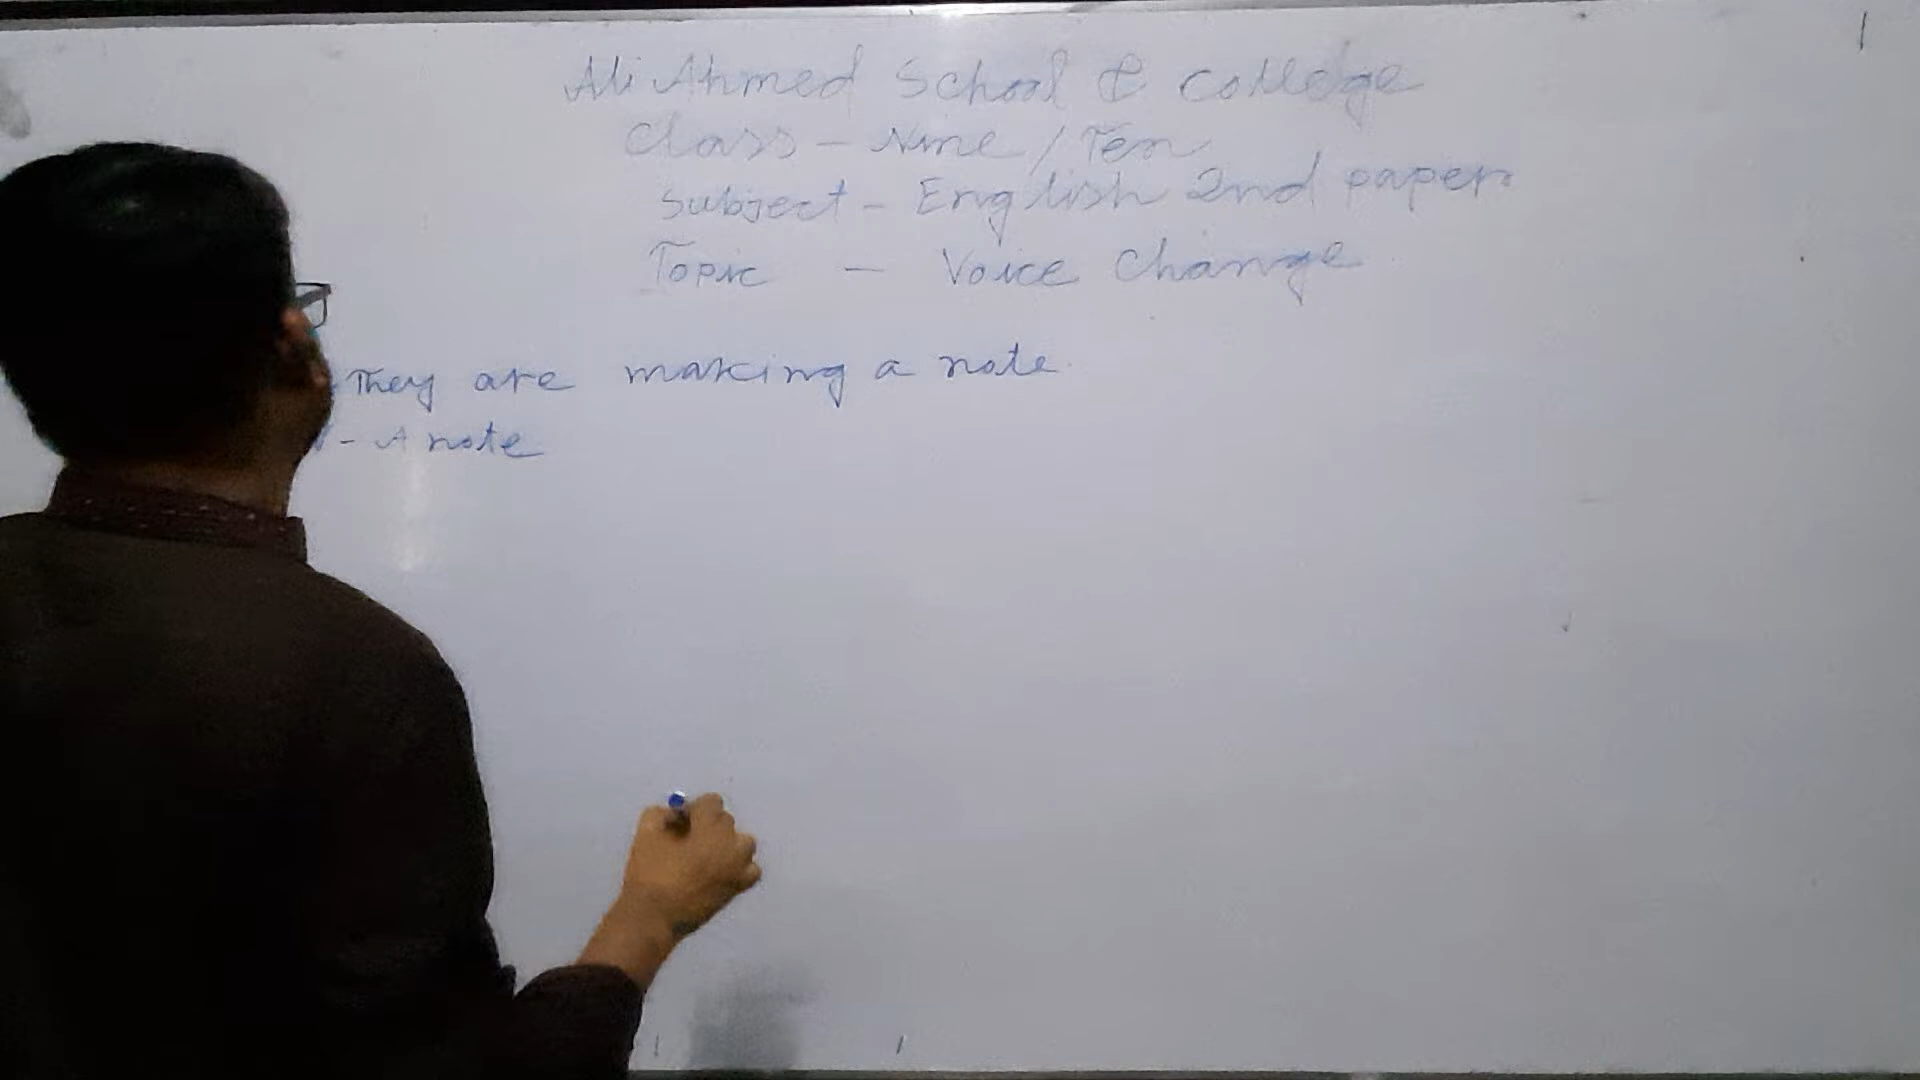 Ali Ahmed School & College
Class - Nine / Ten
Subject - English 2nd paper
Topic - Voice Change
They are making a note.
- A note